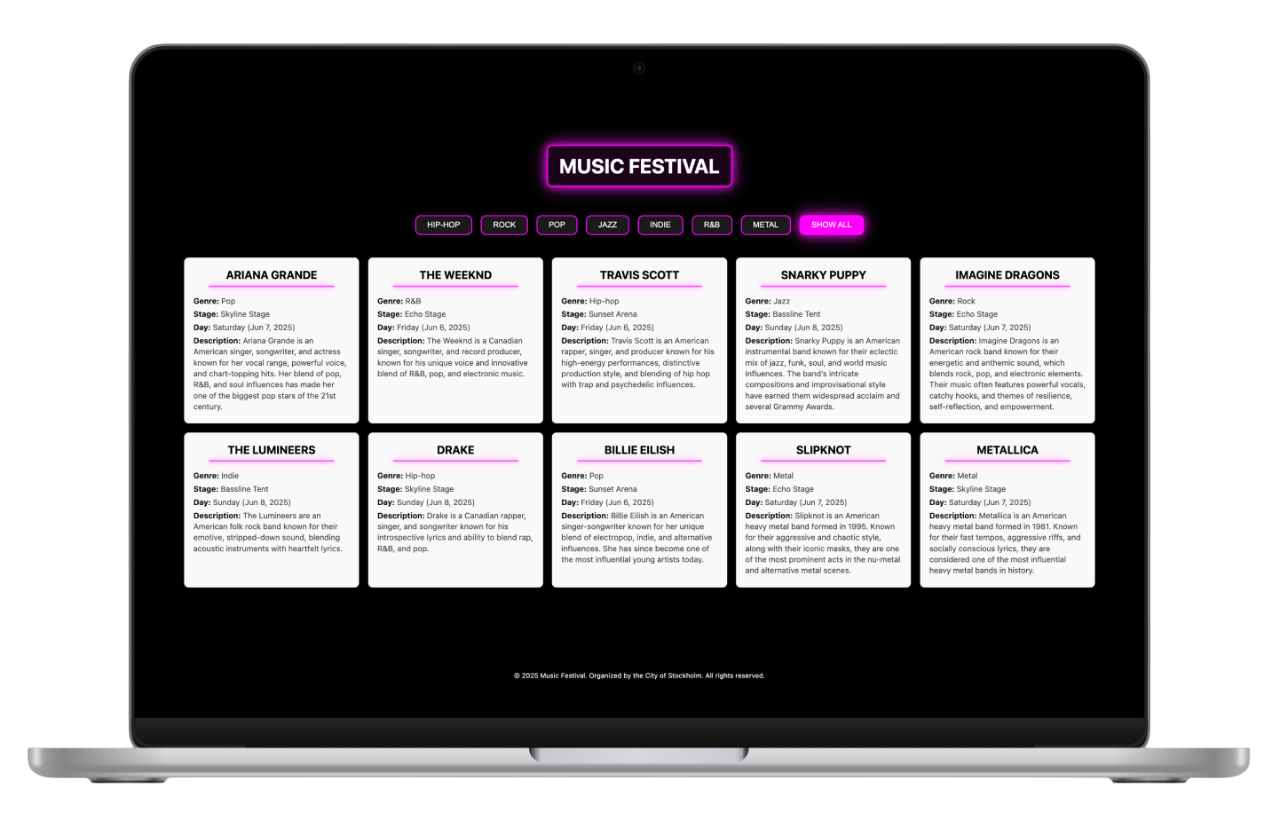 MUSIC FESTIVAL
HIP-HOP ROCK POP JAZZ INDIE R&B METAL SHOW ALL
ARIANA GRANDE
Genre: Pop
Stage: Skyline Stage
Day: Saturday (Jun 7, 2025)
Description: Ariana Grande is an
American singer, songwriter, and actress
known for her vocal range, powerful voice,
and chart-topping hits. Her blend of pop,
R&B, and soul influences has made her
one of the biggest pop stars of the 21st
century.
THE WEEKND
Genre: R&B
Stage: Echo Stage
Day: Friday (Jun 6, 2025)
Description: The Weeknd is a Canadian
singer, songwriter, and record producer,
known for his unique voice and innovative
blend of R&B, pop, and electronic music.
TRAVIS SCOTT
Genre: Hip-hop
Stage: Sunset Arena
Day: Friday (Jun 6, 2025)
Description: Travis Scott is an American
rapper, singer, and producer known for his
high-energy performances, distinctive
production style, and blending of hip hop
with trap and psychedelic influences.
SNARKY PUPPY
Genre: Jazz
Stage: Bassline Tent
Day: Sunday (Jun 8, 2025)
Description: Snarky Puppy is an American
instrumental band known for their eclectic
mix of jazz, funk, soul, and world music
influences. The band's intricate
compositions and improvisational style
have earned them widespread acclaim and
several Grammy Awards.
IMAGINE DRAGONS
Genre: Rock
Stage: Echo Stage
Day: Saturday (Jun 7, 2025)
Description: Imagine Dragons is an
American rock band known for their
energetic and anthemic sound, which
blends rock, pop, and electronic elements.
Their music often features powerful vocals,
catchy hooks, and themes of resilience,
self-reflection, and empowerment.
THE LUMINEERS
Genre: Indie
Stage: Bassline Tent
Day: Sunday (Jun 8, 2025)
Description: The Lumineers are an
American folk rock band known for their
emotive, stripped-down sound, blending
acoustic instruments with heartfelt lyrics.
DRAKE
Genre: Hip-hop
Stage: Skyline Stage
Day: Sunday (Jun 8, 2025)
Description: Drake is a Canadian rapper,
singer, and songwriter known for his
introspective lyrics and ability to blend rap,
R&B, and pop.
BILLIE EILISH
Genre: Pop
Stage: Sunset Arena
Day: Friday (Jun 6, 2025)
Description: Billie Eilish is an American
singer-songwriter known for her unique
blend of electropop, indie, and alternative
influences. She has since become one of
the most influential young artists today.
SLIPKNOT
Genre: Metal
Stage: Echo Stage
Day: Saturday (Jun 7, 2025)
Description: Slipknot is an American
heavy metal band formed in 1995. Known
for their aggressive and chaotic style,
along with their iconic masks, they are one
of the most prominent acts in the nu-metal
and alternative metal scenes.
METALLICA
Genre: Metal
Stage: Skyline Stage
Day: Saturday (Jun 7, 2025)
Description: Metallica is an American
heavy metal band formed in 1981. Known
for their fast tempos, aggressive riffs, and
socially conscious lyrics, they are
considered one of the most influential
heavy metal bands in history.
© 2025 Music Festival. Organized by the City of Stockholm. All rights reserved.